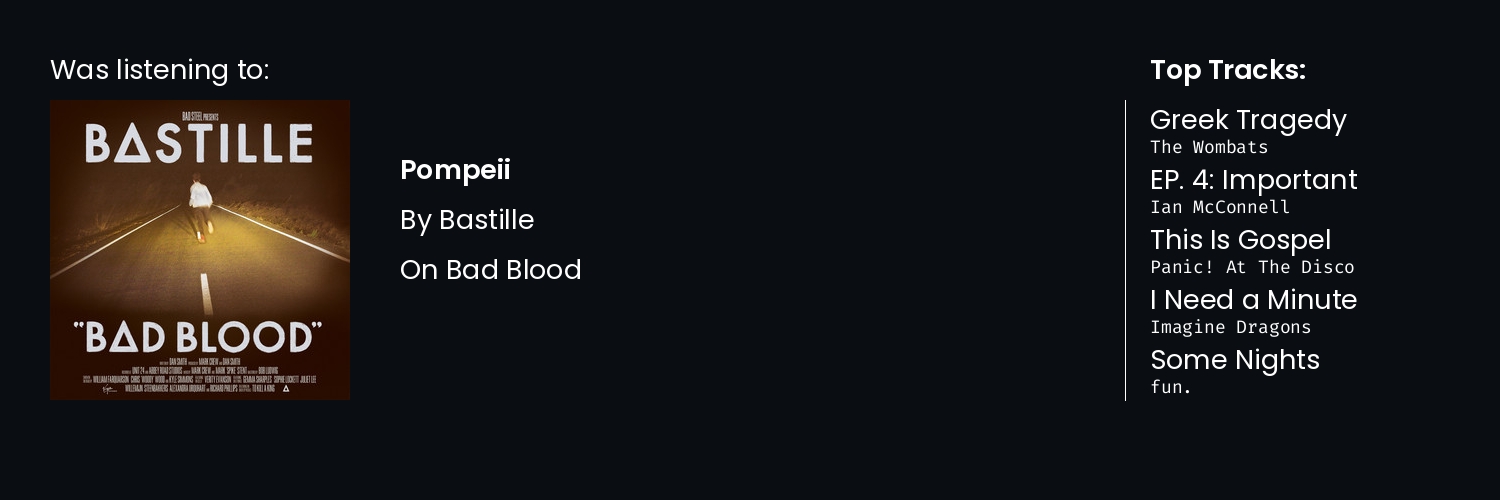 Was listening to:
BAD STEEL PRESENTS
BASTILLE
"BAD BLOOD"
Pompeii
By Bastille
On Bad Blood
Top Tracks:
Greek Tragedy
The Wombats
EP. 4: Important
Ian McConnell
This Is Gospel
Panic! At The Disco
I Need a Minute
Imagine Dragons
Some Nights
fun.